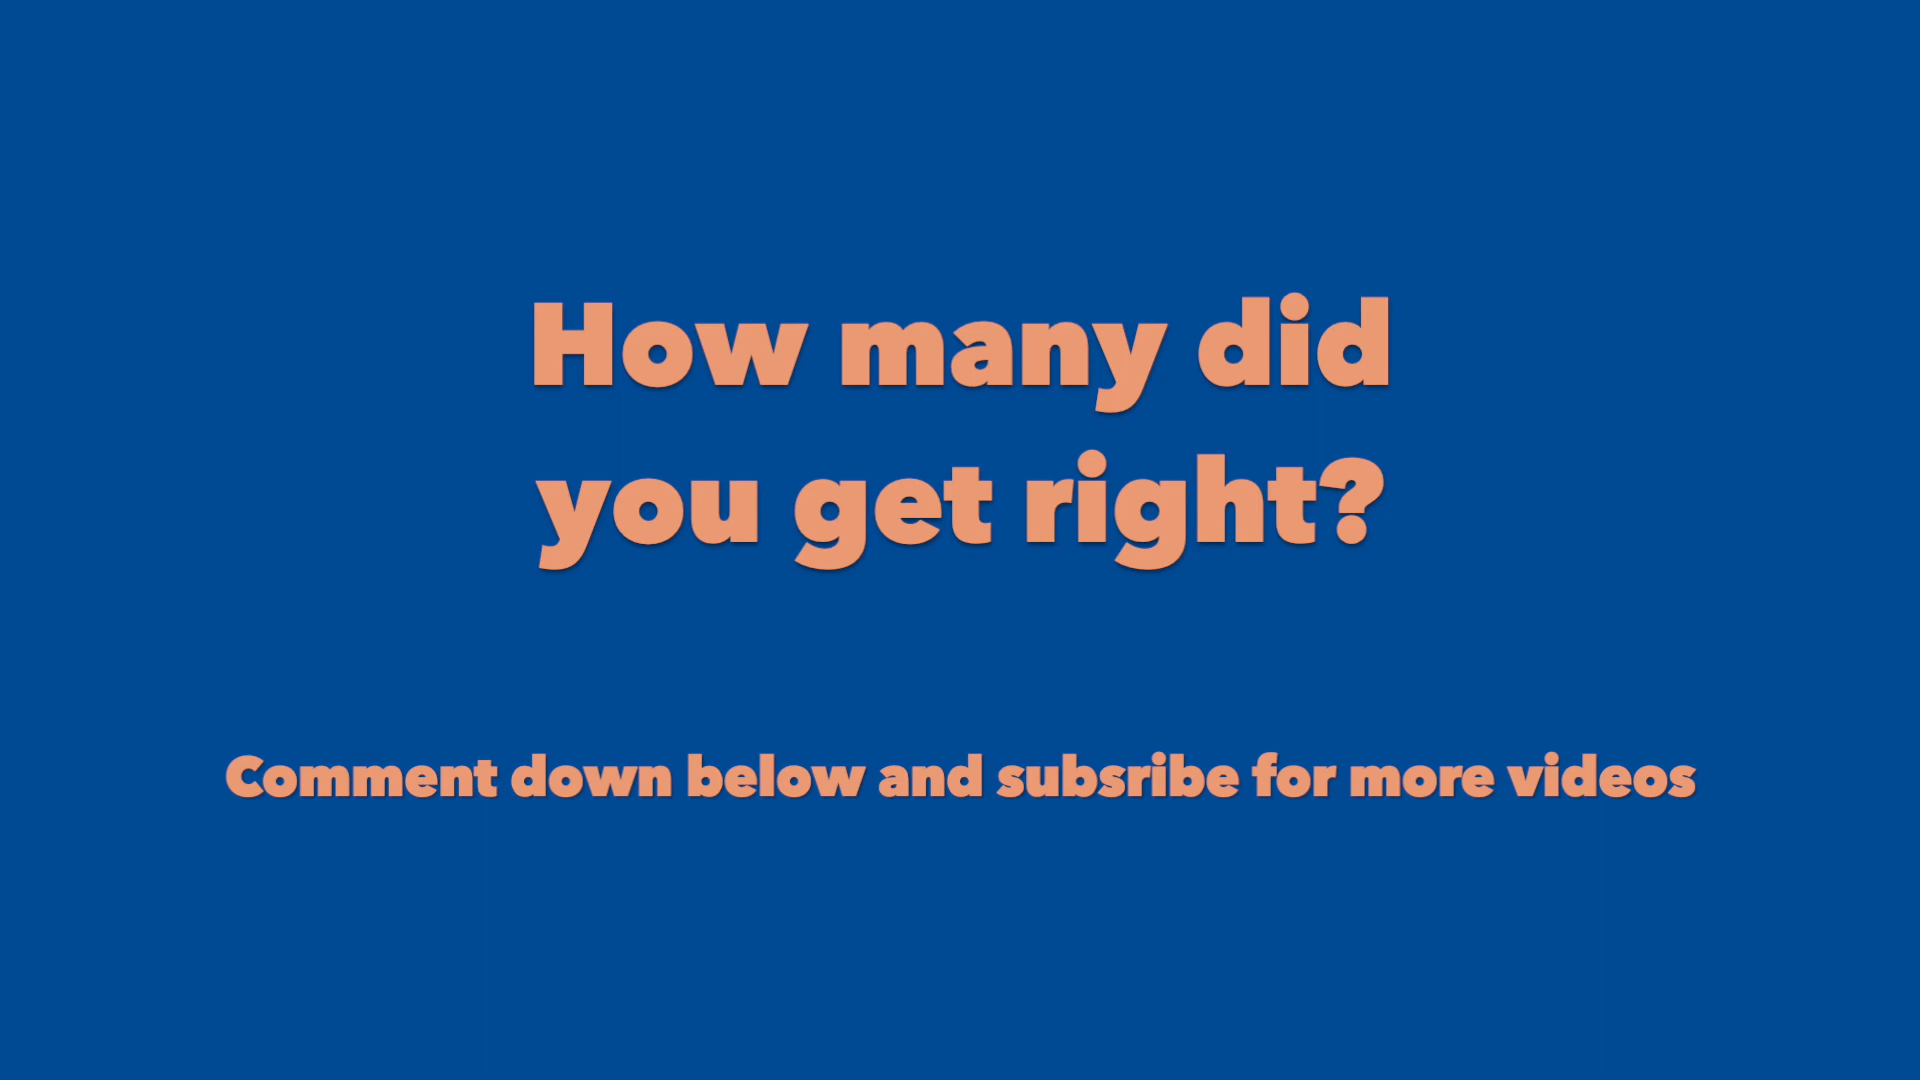 How many did
you get right?
Comment down below and subsribe for more videos